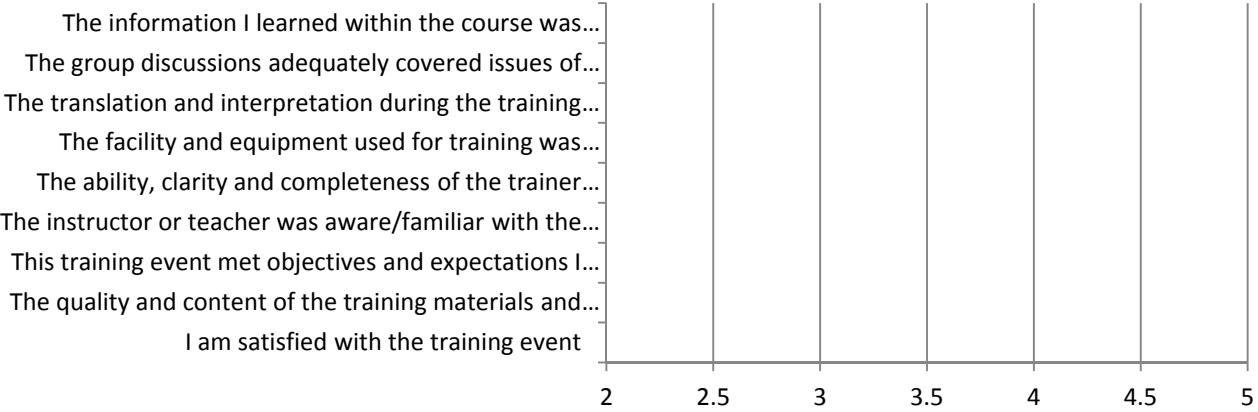 The information I learned within the course was…
The group discussions adequately covered issues of…
The translation and interpretation during the training…
The facility and equipment used for training was…
The ability, clarity and completeness of the trainer…
The instructor or teacher was aware/familiar with the…
This training event met objectives and expectations I…
The quality and content of the training materials and…
I am satisfied with the training event
2 2.5 3 3.5 4 4.5 5